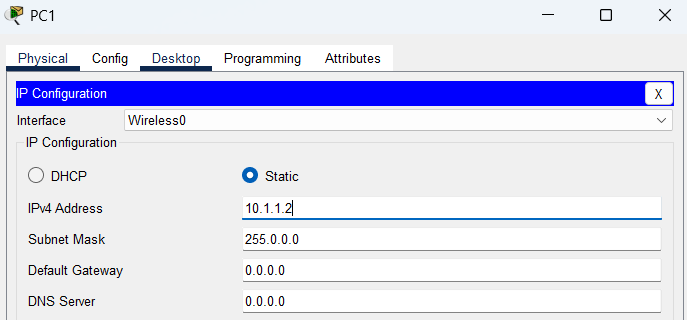 PC1
Physical Config Desktop Programming Attributes
IP Configuration X
Interface Wireless0
IP Configuration
DHCP Static
IPv4 Address 10.1.1.2
Subnet Mask 255.0.0.0
Default Gateway 0.0.0.0
DNS Server 0.0.0.0